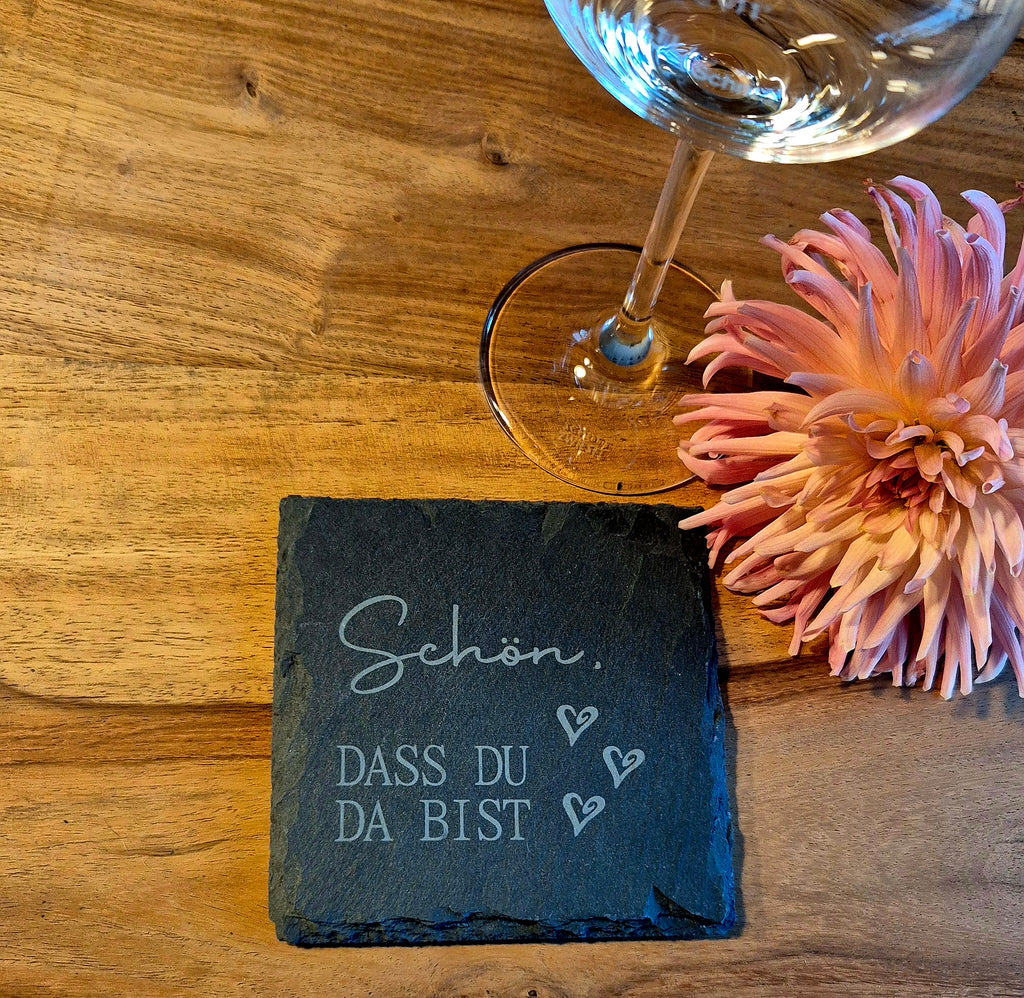 Schön,
DASS DU
DA BIST